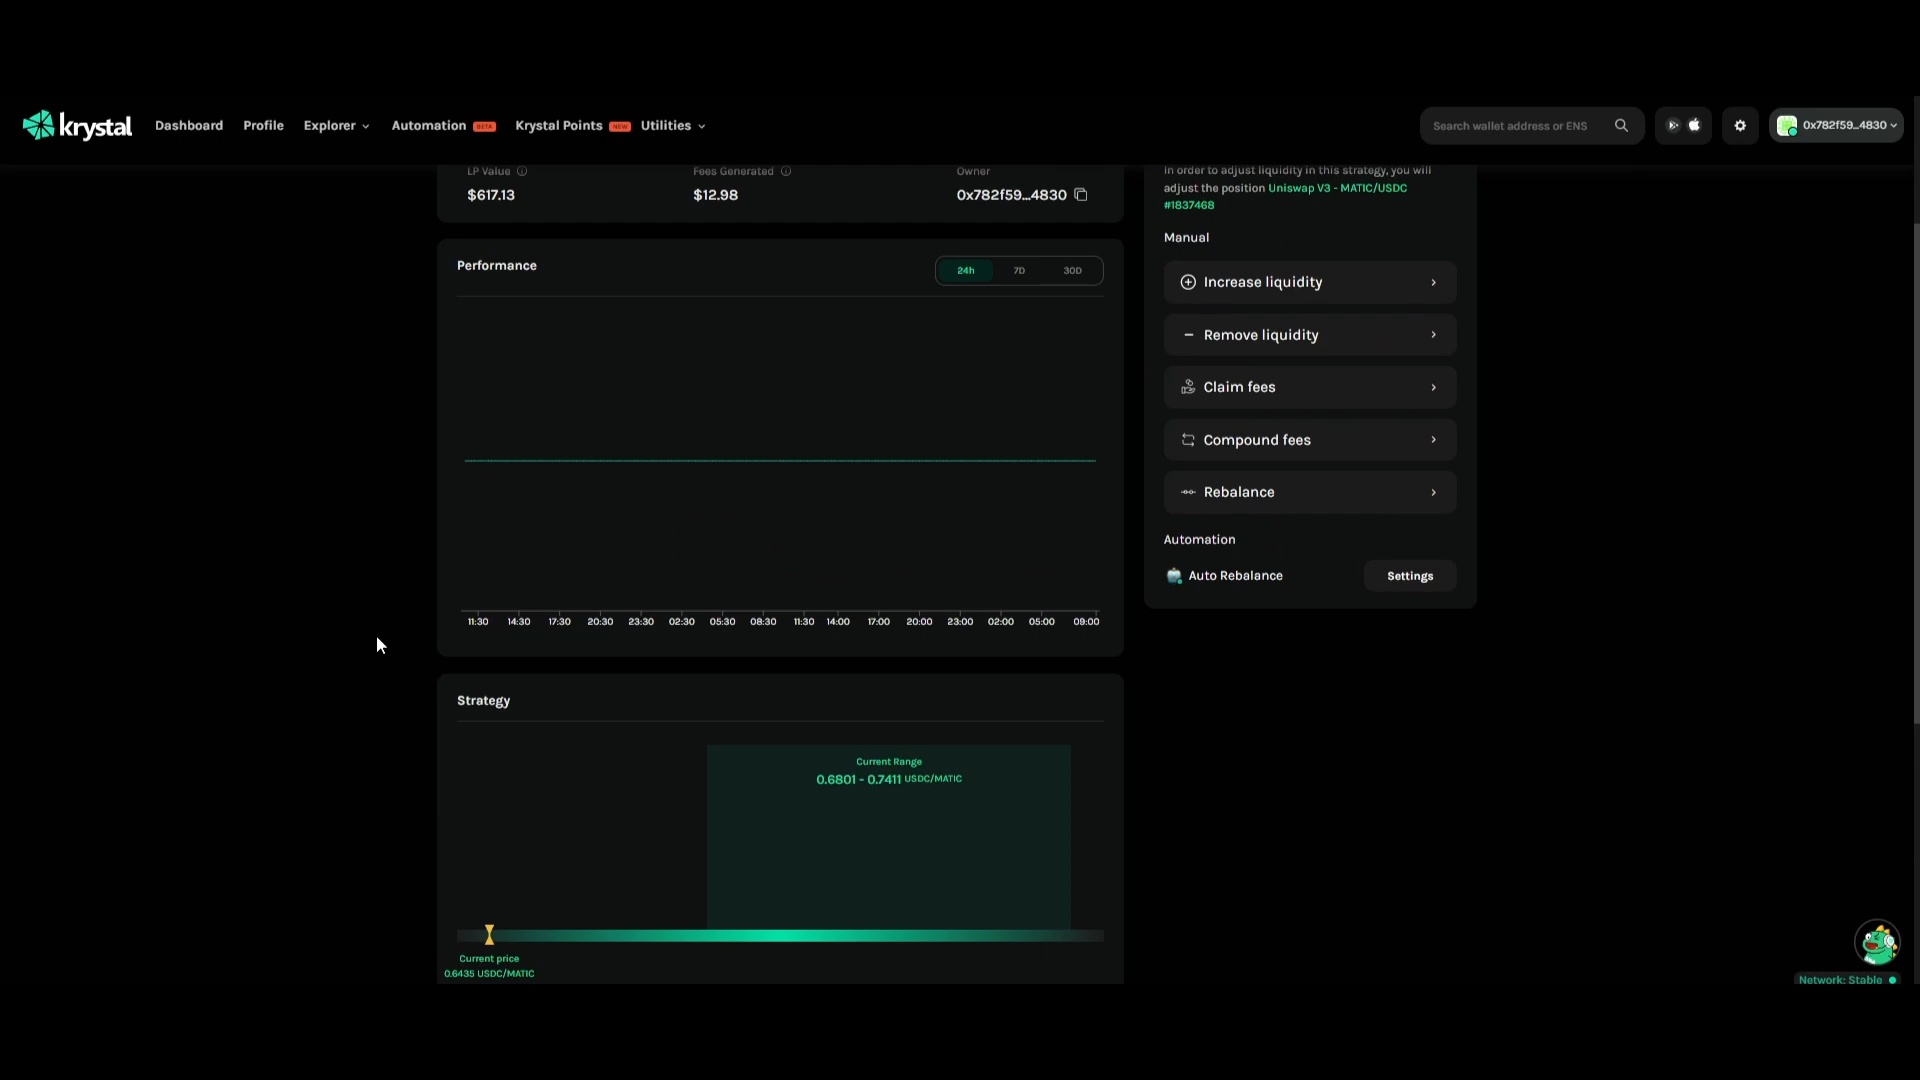 krystal
Dashboard
Profile
Explorer
Automation BETA
Krystal Points NEW
Utilities
Search wallet address or ENS
0x782f59...4830
LP Value
Fees Generated
Owner
$617.13
$12.98
0x782f59...4830
Performance
24h
7D
30D
11:30 14:30 17:30 20:30 23:30 02:30 05:30 08:30 11:30 14:00 17:00 20:00 23:00 02:00 05:00 09:00
Strategy
Current Range
0.6801 - 0.7411 USDC/MATIC
Current price
0.6435 USDC/MATIC
In order to adjust liquidity in this strategy, you will
adjust the position Uniswap V3 - MATIC/USDC
#1837468
Manual
Increase liquidity
Remove liquidity
Claim fees
Compound fees
Rebalance
Automation
Auto Rebalance
Settings
Network: Stable